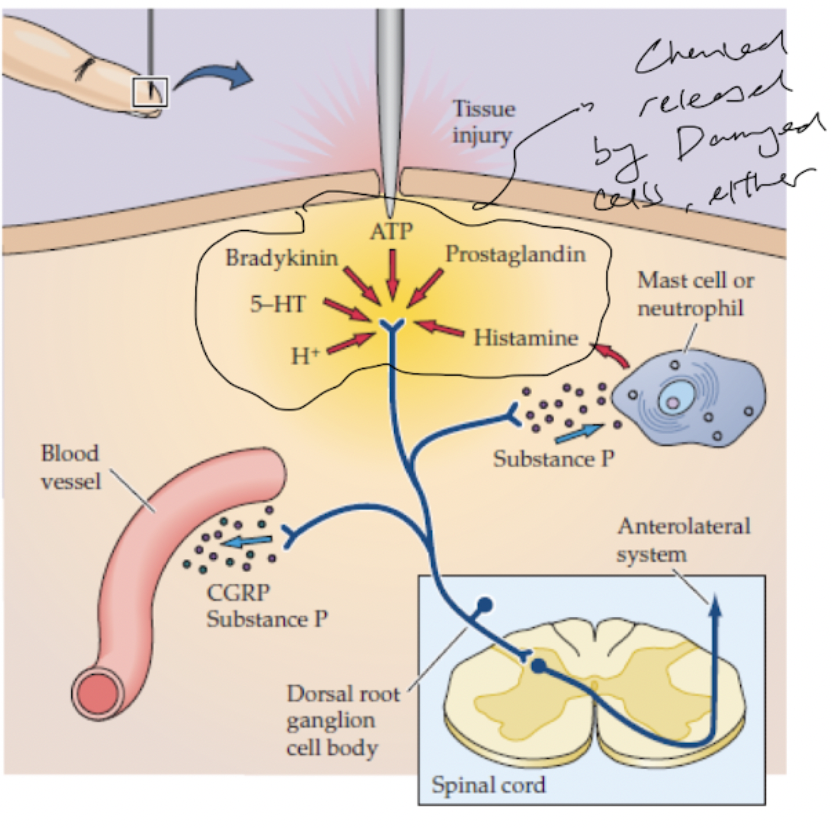 Chemical
released
by Damaged
cells, either
Tissue
injury
ATP
Bradykinin
Prostaglandin
5–HT
Histamine
H⁺
Mast cell or
neutrophil
Substance P
Blood
vessel
CGRP
Substance P
Anterolateral
system
Dorsal root
ganglion
cell body
Spinal cord